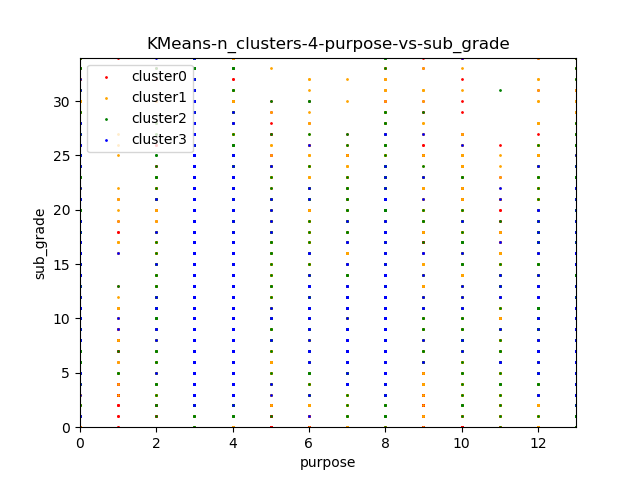 KMeans-n_clusters-4-purpose-vs-sub_grade
cluster0
cluster1
cluster2
cluster3
30
25
20
15
10
5
0
sub_grade
0 2 4 6 8 10 12
purpose